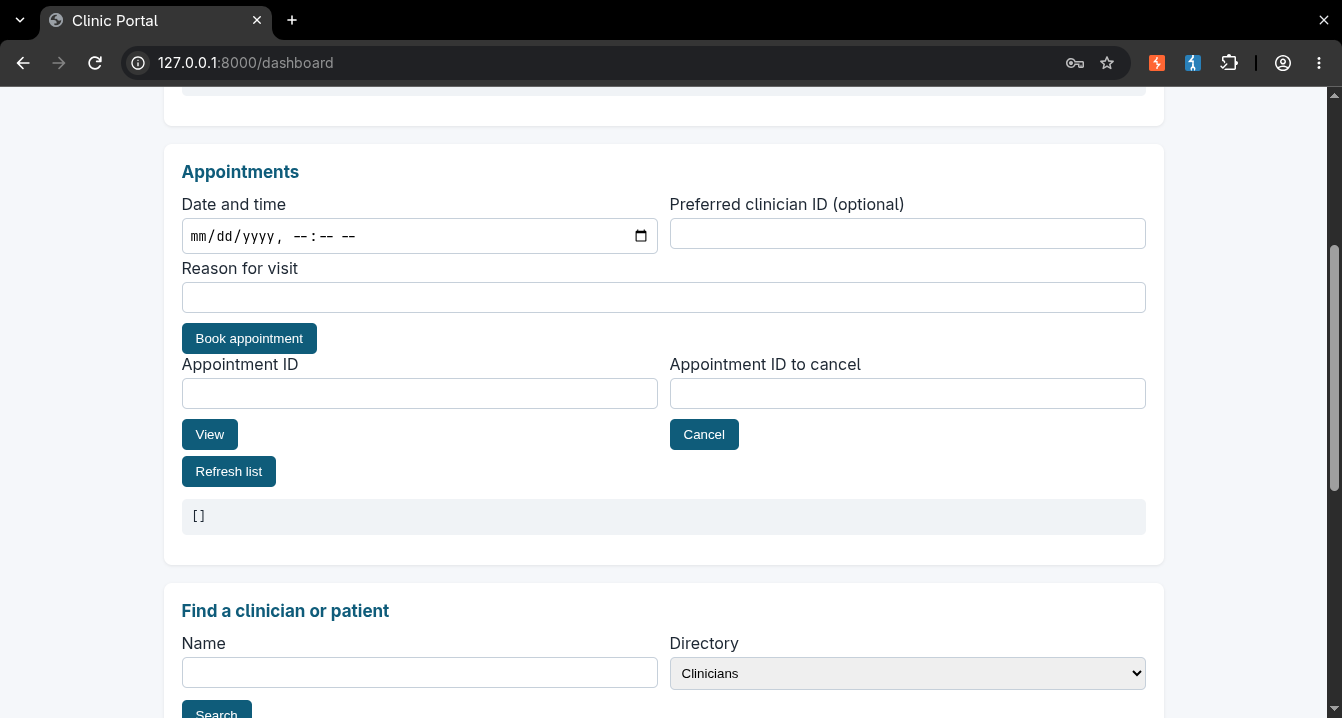 Clinic Portal
127.0.0.1:8000/dashboard
Appointments
Date and time
Preferred clinician ID (optional)
mm/dd/yyyy, --:-- --
Reason for visit
Book appointment
Appointment ID
Appointment ID to cancel
View
Cancel
Refresh list
[]
Find a clinician or patient
Name
Directory
Clinicians
Search